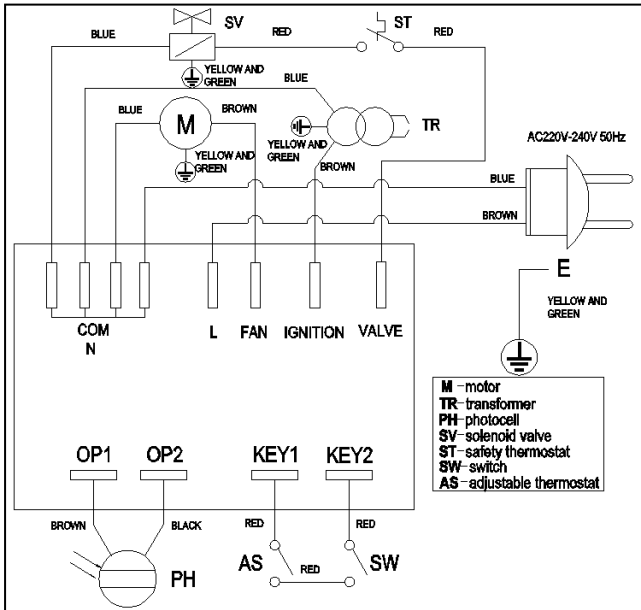 SV
ST
BLUE
RED
RED
YELLOW AND
GREEN
BLUE
BLUE
BROWN
M
TR
YELLOW AND
GREEN
YELLOW AND
GREEN
BROWN
AC220V-240V 50Hz
BLUE
BROWN
E
YELLOW AND
GREEN
COM
N
L
FAN
IGNITION
VALVE
M-motor
TR-transformer
PH-photocell
SV-solenoid valve
ST-safety thermostat
SW-switch
AS-adjustable thermostat
OP1
OP2
KEY1
KEY2
BROWN
BLACK
RED
RED
PH
AS
RED
SW